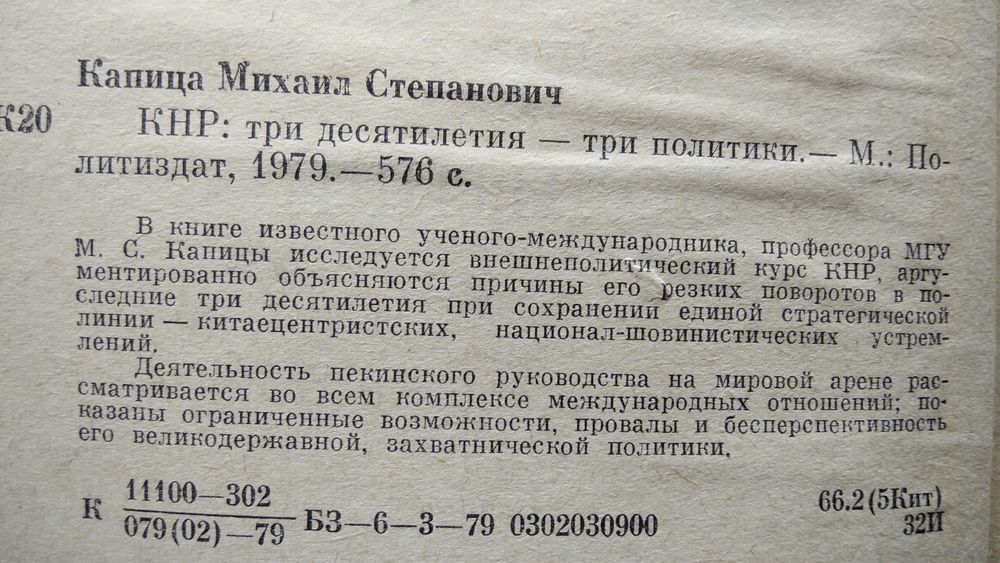 Капица Михаил Степанович
К20 КНР: три десятилетия — три политики.— М.: По-
литиздат, 1979.—576 с.
В книге известного ученого-международника, профессора МГУ
М. С. Капицы исследуется внешнеполитический курс КНР, аргу-
ментированно объясняются причины его резких поворотов в по-
следние три десятилетия при сохранении единой стратегической
линии — китаецентристских, национал-шовинистических устрем-
лений.
Деятельность пекинского руководства на мировой арене рас-
сматривается во всем комплексе международных отношений; по-
казаны ограниченные возможности, провалы и бесперспективность
его великодержавной, захватнической политики.
11100—302
К 079(02)—79 БЗ—6—3—79 0302030900
66.2(5Кит)
32И